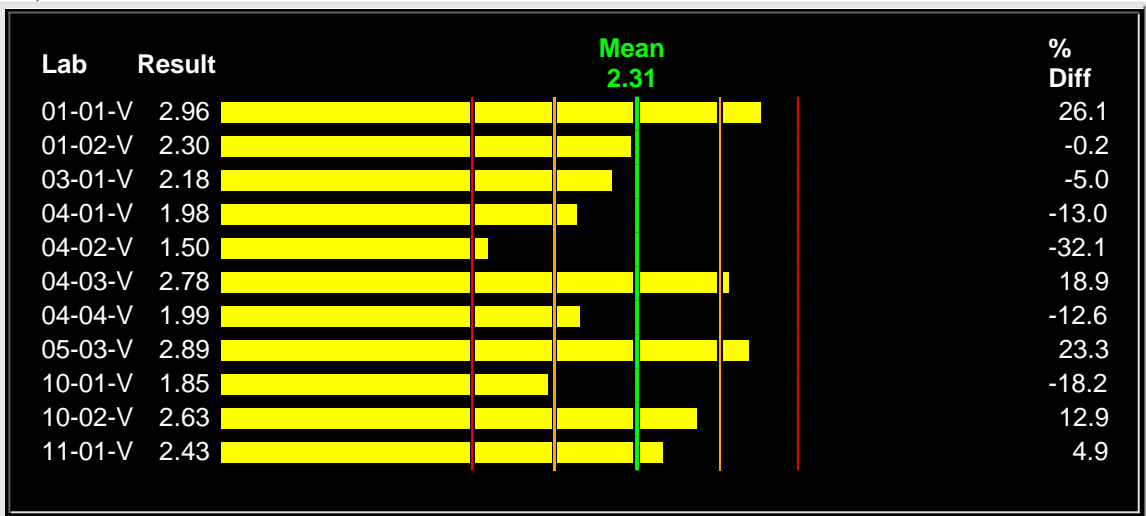 Lab Result Mean 2.31 % Diff
01-01-V 2.96 26.1
01-02-V 2.30 -0.2
03-01-V 2.18 -5.0
04-01-V 1.98 -13.0
04-02-V 1.50 -32.1
04-03-V 2.78 18.9
04-04-V 1.99 -12.6
05-03-V 2.89 23.3
10-01-V 1.85 -18.2
10-02-V 2.63 12.9
11-01-V 2.43 4.9